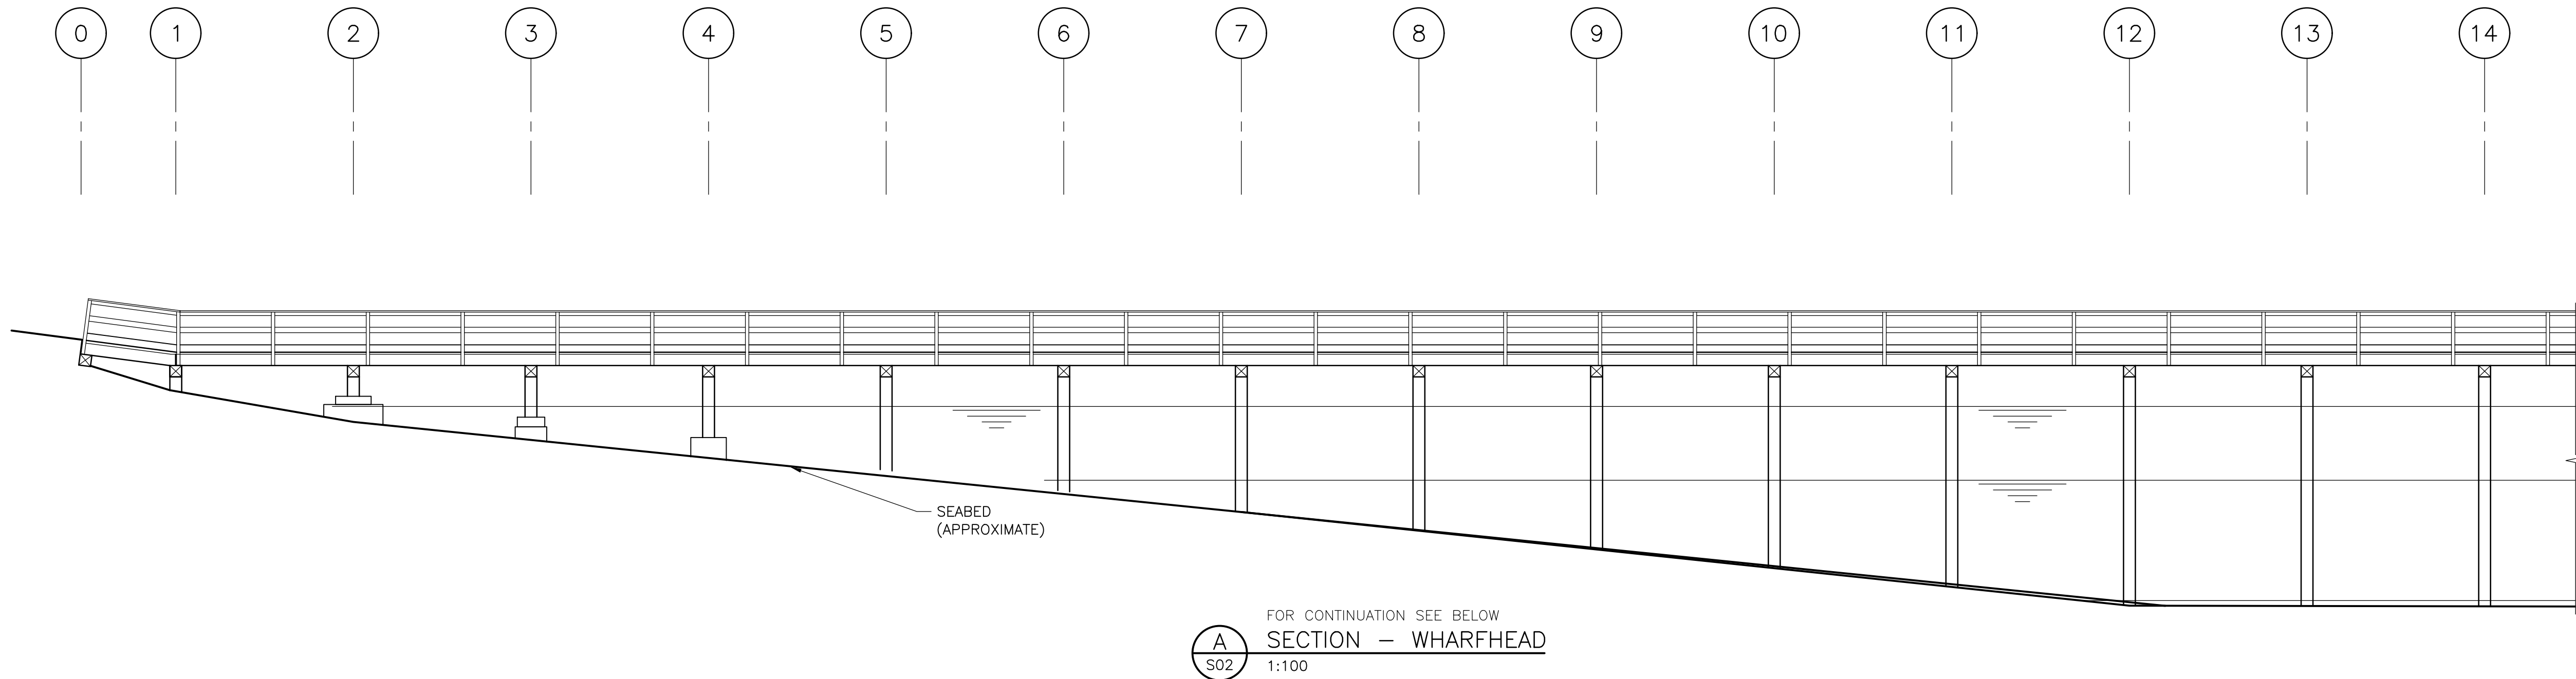 0 1 2 3 4 5 6 7 8 9 10 11 12 13 14
SEABED
(APPROXIMATE)
FOR CONTINUATION SEE BELOW
A SECTION - WHARFHEAD
S02 1:100